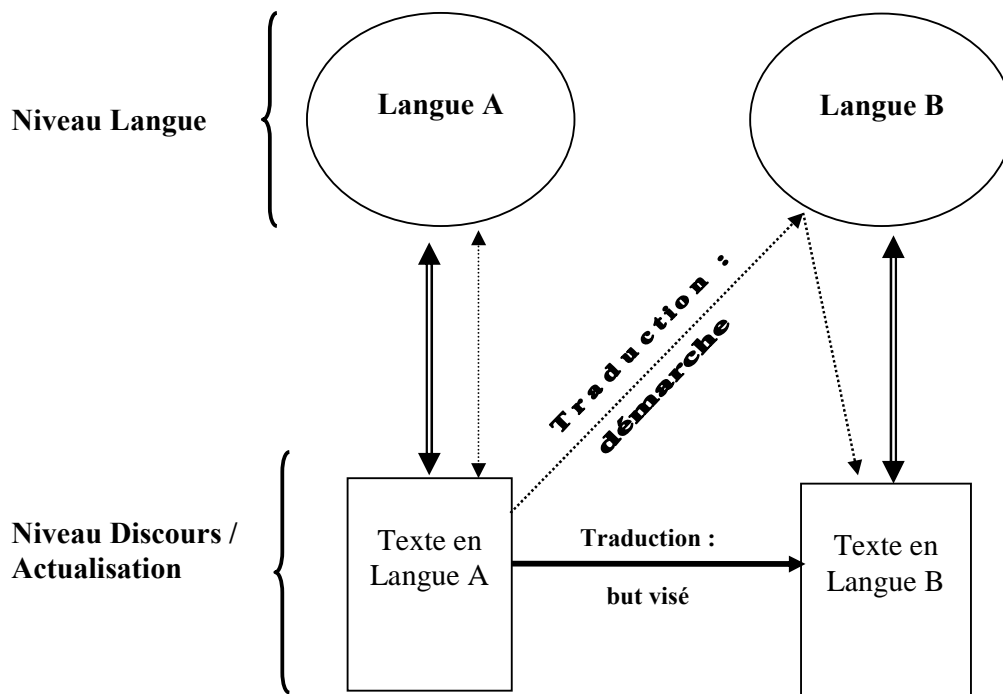 Langue A
Langue B
Niveau Langue
Traduction :
démarche
Niveau Discours /
Actualisation
Texte en
Langue A
Traduction :
but visé
Texte en
Langue B